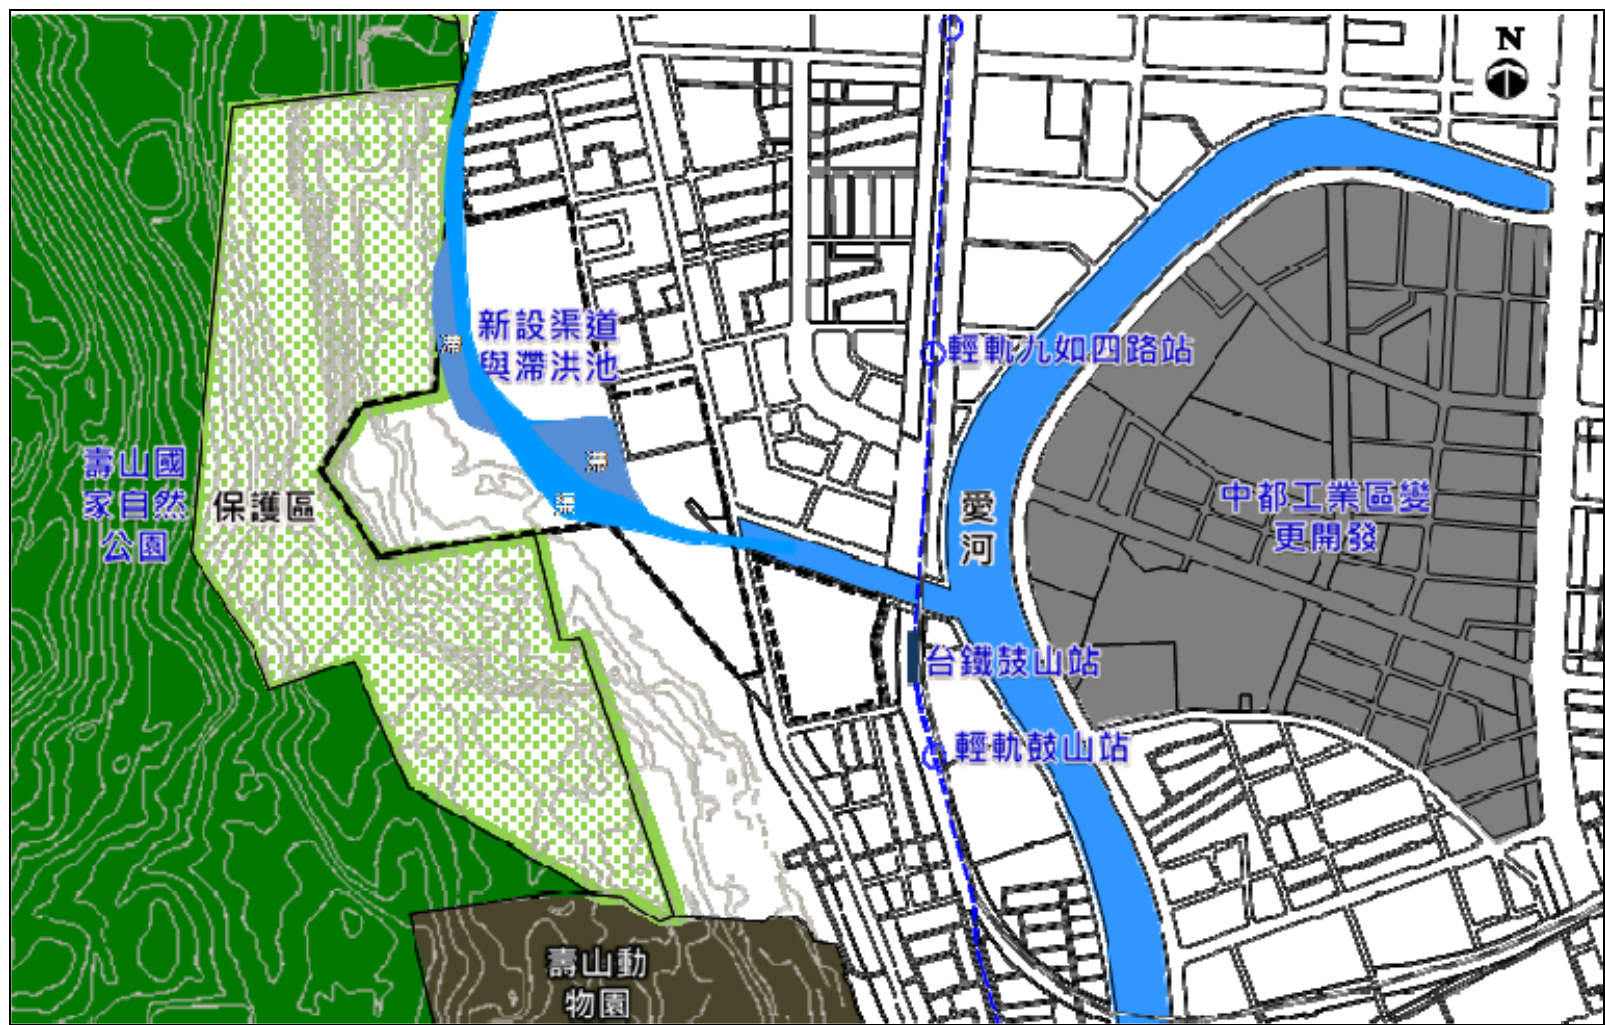 N
新設渠道
與滯洪池
滯
輕軌九如四路站
壽山國
家自然
公園
保護區
滯
渠
愛
河
中都工業區變
更開發
台鐵鼓山站
輕軌鼓山站
壽山動
物園